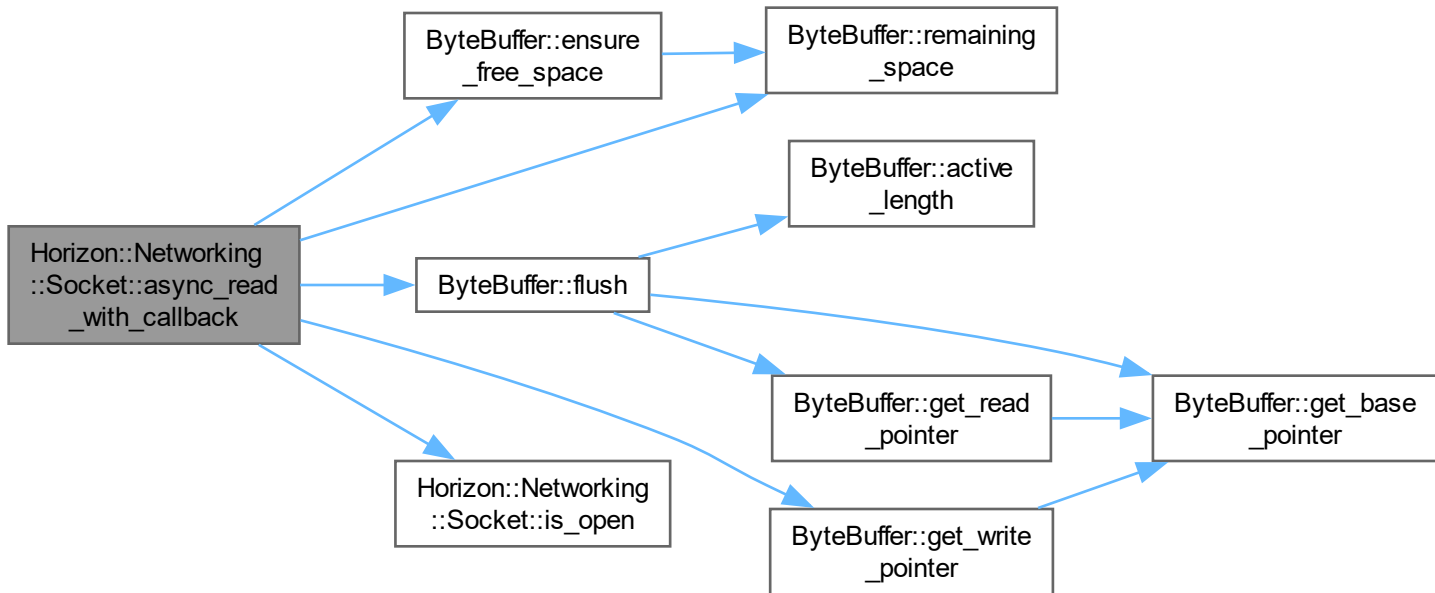 ByteBuffer::ensure
_free_space
ByteBuffer::remaining
_space
ByteBuffer::active
_length
Horizon::Networking
::Socket::async_read
_with_callback
ByteBuffer::flush
ByteBuffer::get_read
_pointer
ByteBuffer::get_base
_pointer
Horizon::Networking
::Socket::is_open
ByteBuffer::get_write
_pointer